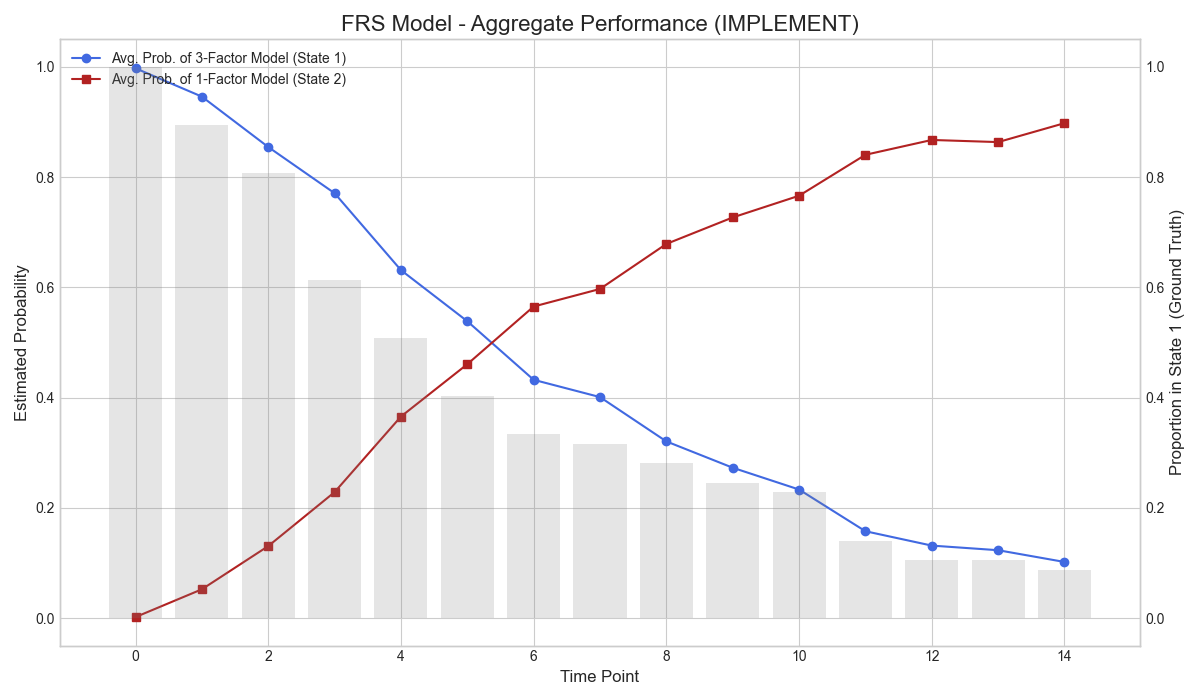 FRS Model - Aggregate Performance (IMPLEMENT)
Avg. Prob. of 3-Factor Model (State 1)
Avg. Prob. of 1-Factor Model (State 2)
Estimated Probability
1.0
0.8
0.6
0.4
0.2
0.0
1.0
0.8
0.6
0.4
0.2
0.0
Proportion in State 1 (Ground Truth)
0 2 4 6 8 10 12 14
Time Point